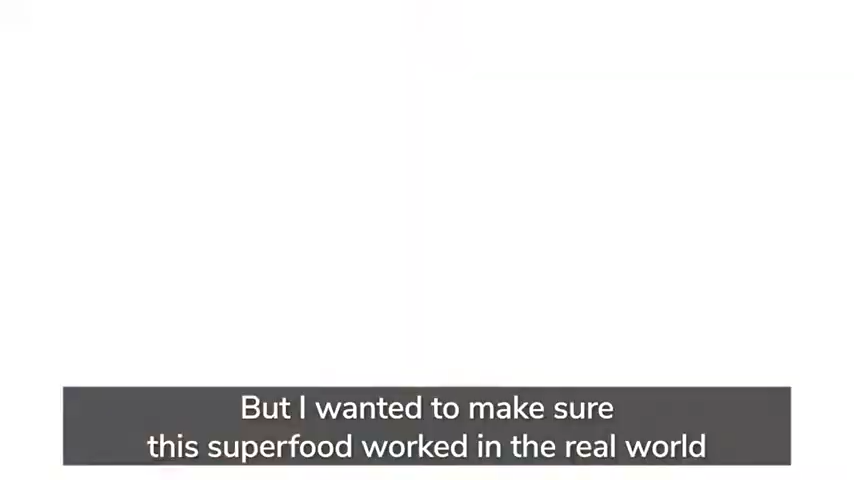 But I wanted to make sure
this superfood worked in the real world